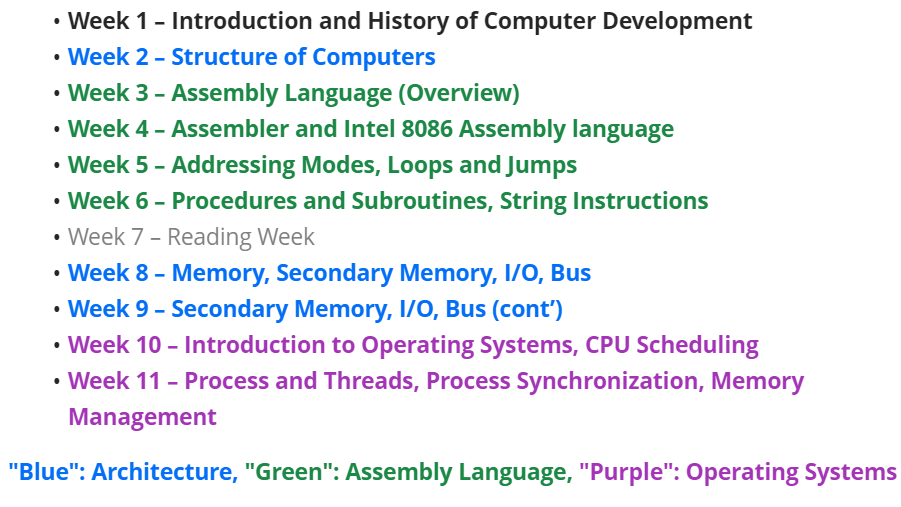 • Week 1 – Introduction and History of Computer Development
• Week 2 – Structure of Computers
• Week 3 – Assembly Language (Overview)
• Week 4 – Assembler and Intel 8086 Assembly language
• Week 5 – Addressing Modes, Loops and Jumps
• Week 6 – Procedures and Subroutines, String Instructions
• Week 7 – Reading Week
• Week 8 – Memory, Secondary Memory, I/O, Bus
• Week 9 – Secondary Memory, I/O, Bus (cont’)
• Week 10 – Introduction to Operating Systems, CPU Scheduling
• Week 11 – Process and Threads, Process Synchronization, Memory
Management
"Blue": Architecture, "Green": Assembly Language, "Purple": Operating Systems